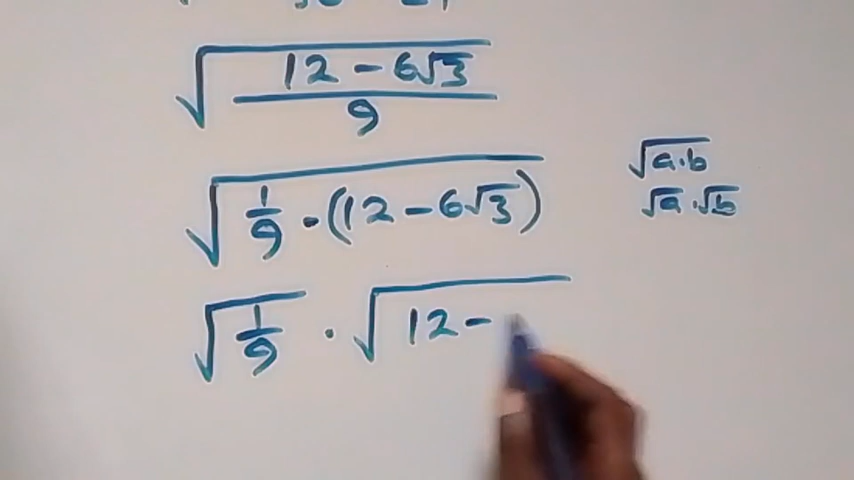 √((12 − 6√3)/9)
√(1/9 · (12 − 6√3))
√(a·b)
√a · √b
√(1/9) · √(12 −